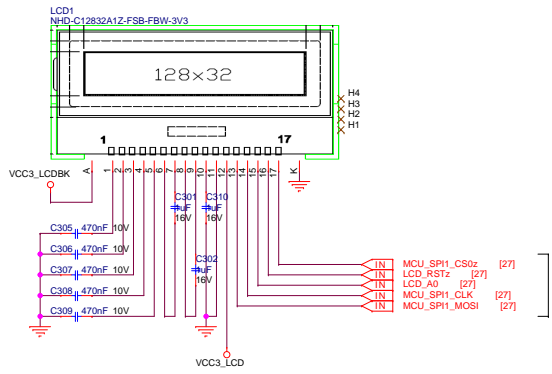 LCD1
NHD-C12832A1Z-FSB-FBW-3V3
128x32
H4
H3
H2
H1
1 17
VCC3_LCDBK
A 1 2 3 4 5 6 7 8 9 10 11 12 13 14 15 16 17 K
C301 C310
1uF 1uF
16V 16V
C305 470nF 10V
C306 470nF 10V
C302
C307 470nF 10V
1uF
16V
C308 470nF 10V
C309 470nF 10V
IN MCU_SPI1_CS0z [27]
IN LCD_RSTz [27]
IN LCD_A0 [27]
IN MCU_SPI1_CLK [27]
IN MCU_SPI1_MOSI [27]
VCC3_LCD